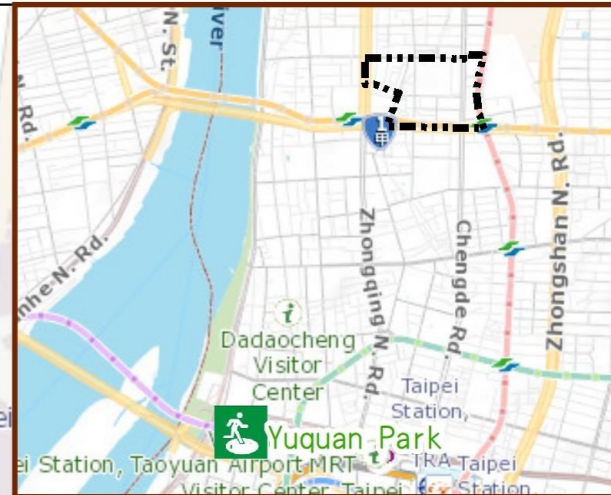 N. St.
iver
N. Rd.
nhe N. Rd.
Zhongqing N. Rd.
Chengde Rd.
Zhongshan N. Rd.
i
Dadaocheng
Visitor
Center
Taipei
Station,
Yuquan Park
ei Station, Taoyuan Airport MRT
TRA Taipei
Visitor Center, Taipei
Station